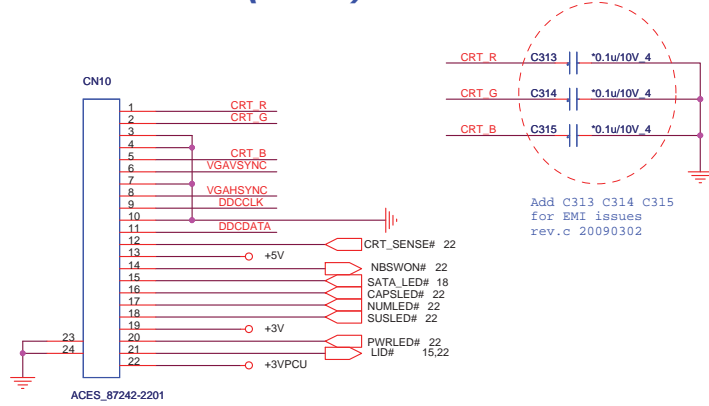 CN10
1 CRT_R
2 CRT_G
3
4
5 CRT_B
6 VGAVSYNC
7
8 VGAHSYNC
9 DDCCLK
10
11 DDCDATA
12 CRT_SENSE# 22
13 +5V
14 NBSWON# 22
15 SATA_LED# 18
16 CAPSLED# 22
17 NUMLED# 22
18 SUSLED# 22
19 +3V
20 PWRLED# 22
21 LID# 15,22
22 +3VPCU
23
24
ACES_87242-2201
CRT_R C313 *0.1u/10V_4
CRT_G C314 *0.1u/10V_4
CRT_B C315 *0.1u/10V_4
Add C313 C314 C315
for EMI issues
rev.c 20090302